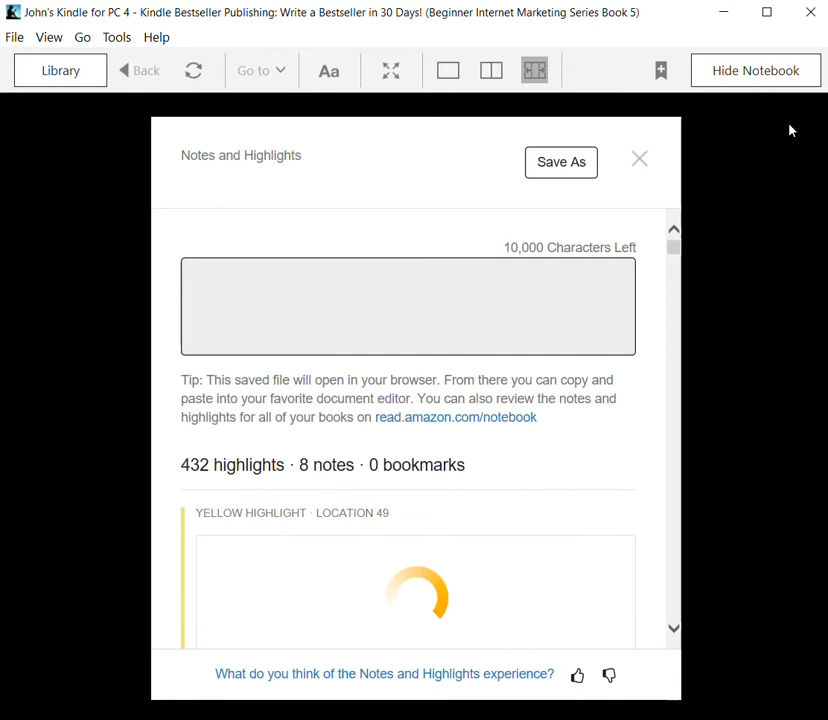 John's Kindle for PC 4 - Kindle Bestseller Publishing: Write a Bestseller in 30 Days! (Beginner Internet Marketing Series Book 5)
File View Go Tools Help
Library Back Go to Aa Hide Notebook
Notes and Highlights
Save As
10,000 Characters Left
Tip: This saved file will open in your browser. From there you can copy and
paste into your favorite document editor. You can also review the notes and
highlights for all of your books on read.amazon.com/notebook
432 highlights · 8 notes · 0 bookmarks
YELLOW HIGHLIGHT · LOCATION 49
What do you think of the Notes and Highlights experience?